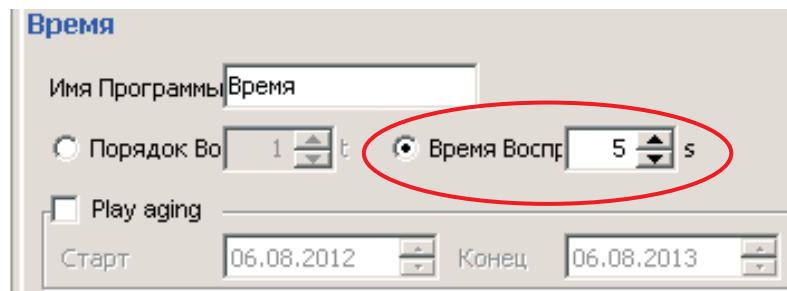 Время
Имя Программы Время
Порядок Во 1 t Время Воспр 5 s
Play aging
Старт 06.08.2012 Конец 06.08.2013